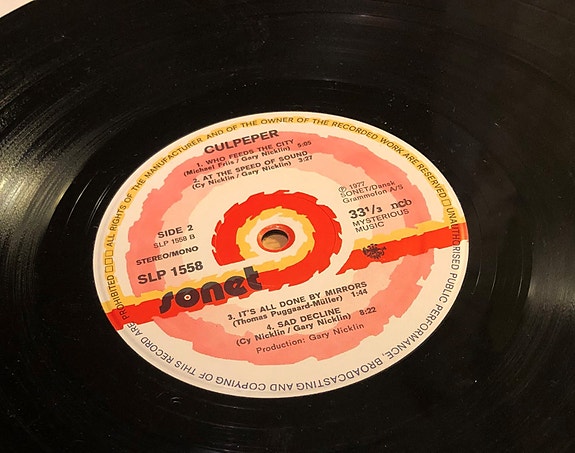 ALL RIGHTS OF THE MANUFACTURER AND OF THE OWNER OF THE RECORDED WORK ARE RESERVED □ UNAUTHORISED PUBLIC PERFORMANCE, BROADCASTING AND COPYING OF THIS RECORD ARE PROHIBITED □□
CULPEPER
1. WHO FEEDS THE CITY
(Michael Friis / Gary Nicklin) 5:05
2. AT THE SPEED OF SOUND
(Cy Nicklin / Gary Nicklin) 3:27
SIDE 2
SLP 1558 B
STEREO/MONO
SLP 1558
℗ 1977
SONET/Dansk
Grammofon A/S
33 1/3 ncb
MYSTERIOUS
MUSIC
sonet
3. IT'S ALL DONE BY MIRRORS
(Thomas Puggaard-Müller) 1:44
4. SAD DECLINE
(Cy Nicklin / Gary Nicklin) 8:22
Production: Gary Nicklin